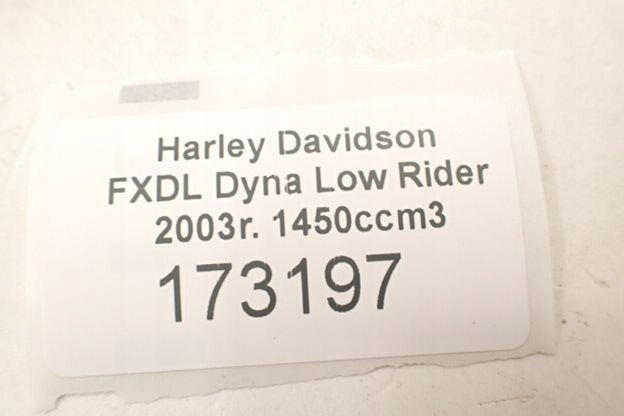 Harley Davidson
FXDL Dyna Low Rider
2003r. 1450ccm3
173197